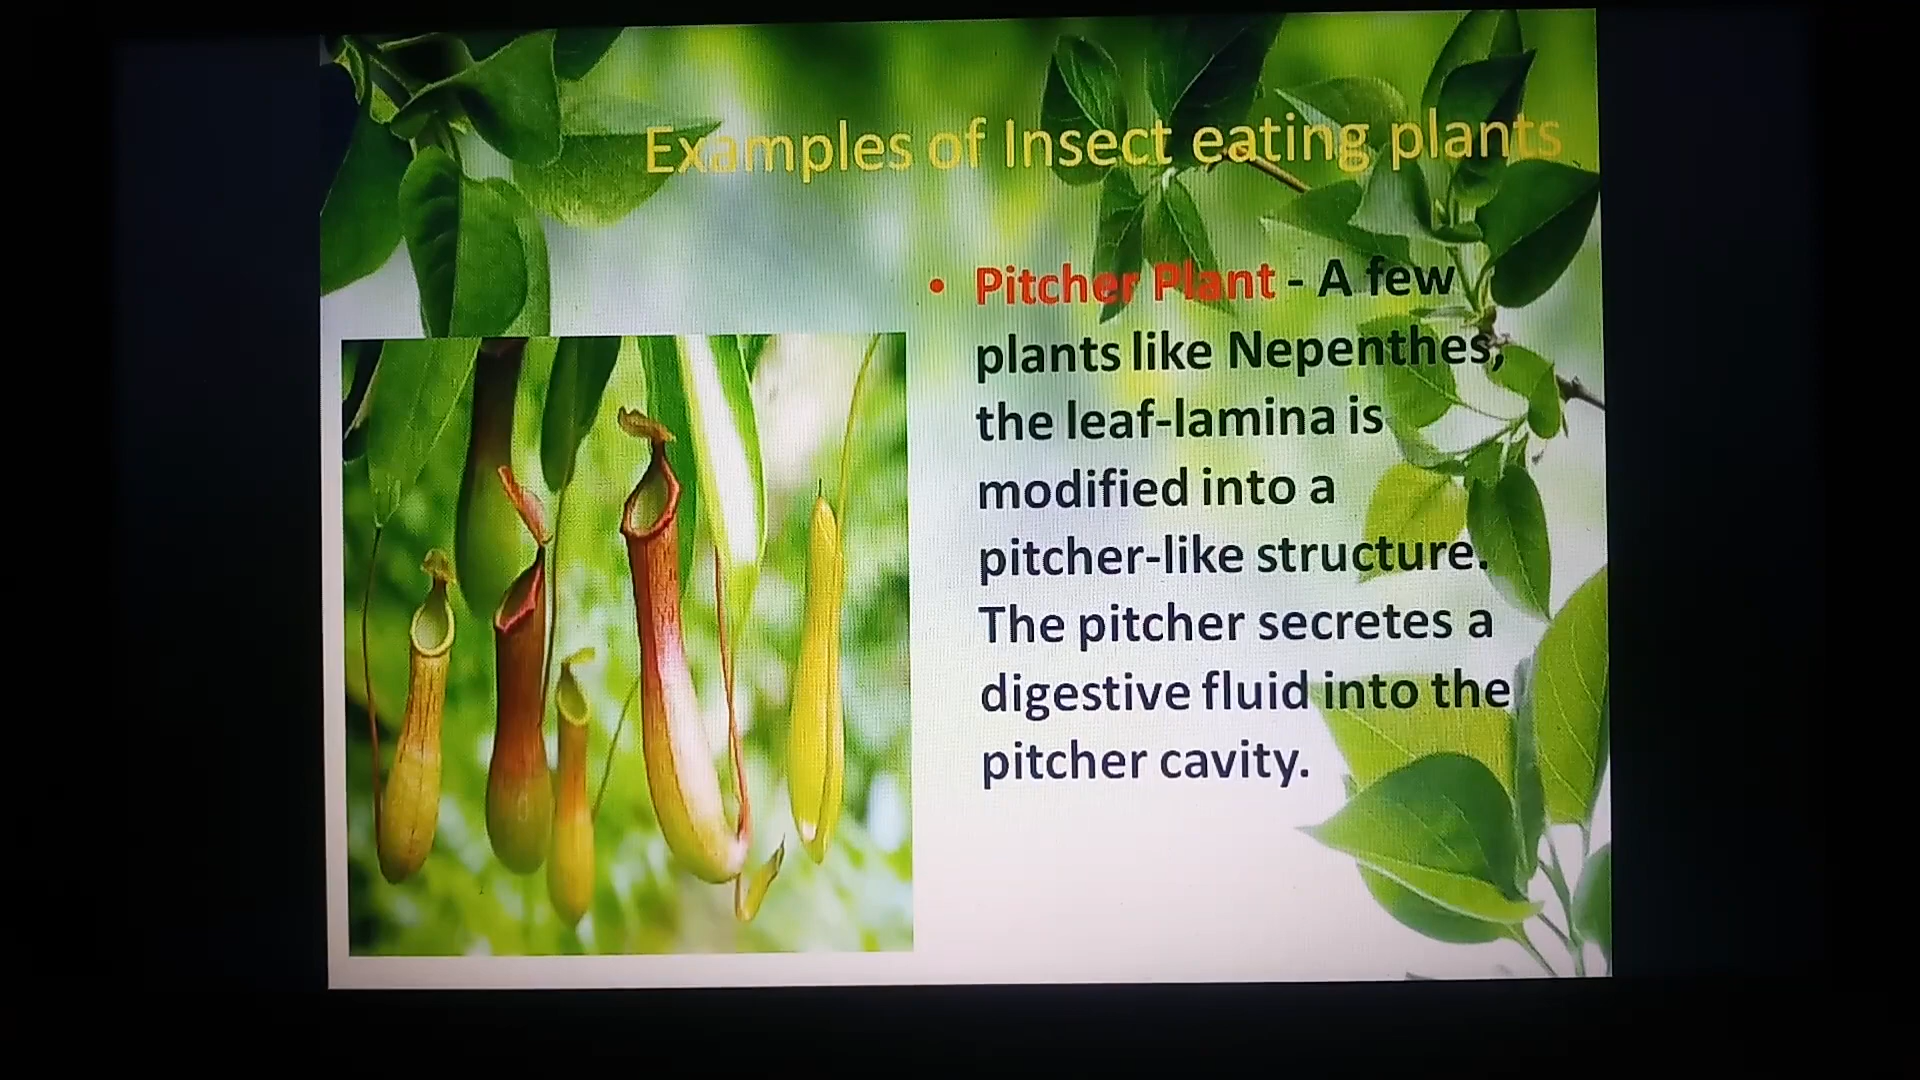 Examples of Insect eating plants
• Pitcher Plant - A few
plants like Nepenthes,
the leaf-lamina is
modified into a
pitcher-like structure.
The pitcher secretes a
digestive fluid into the
pitcher cavity.